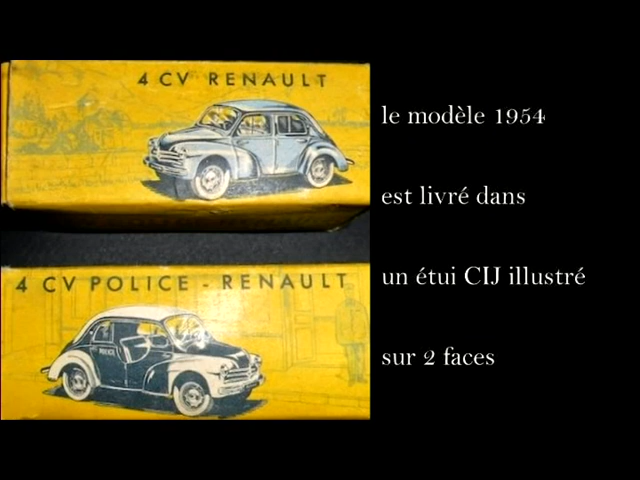 4 CV RENAULT
4 CV POLICE - RENAULT
POLICE
le modèle 1954
est livré dans
un étui CIJ illustré
sur 2 faces